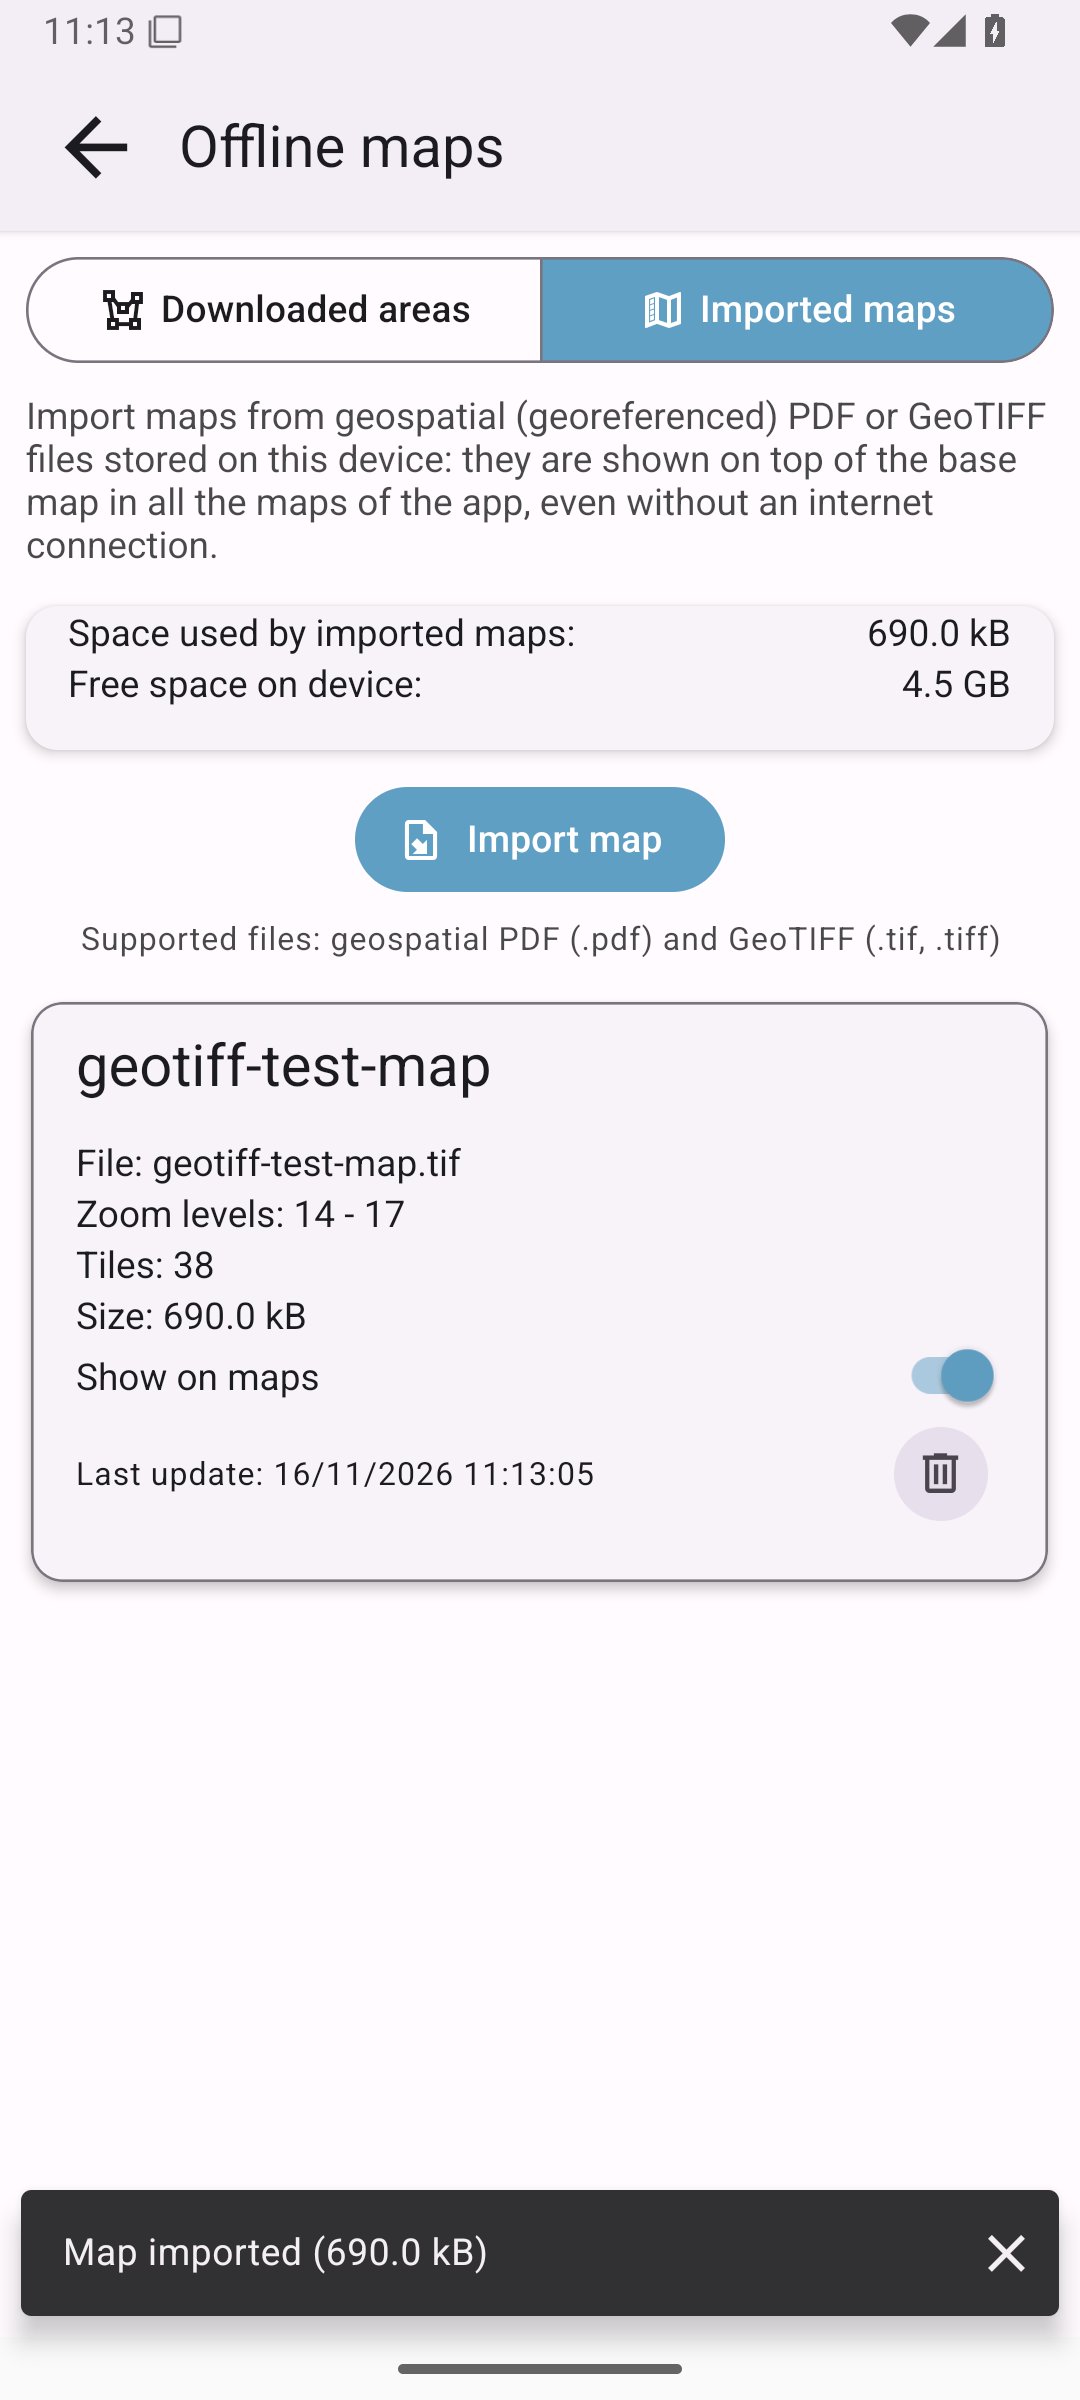 11:13
Offline maps
Downloaded areas
Imported maps
Import maps from geospatial (georeferenced) PDF or GeoTIFF
files stored on this device: they are shown on top of the base
map in all the maps of the app, even without an internet
connection.
Space used by imported maps: 690.0 kB
Free space on device: 4.5 GB
Import map
Supported files: geospatial PDF (.pdf) and GeoTIFF (.tif, .tiff)
geotiff-test-map
File: geotiff-test-map.tif
Zoom levels: 14 - 17
Tiles: 38
Size: 690.0 kB
Show on maps
Last update: 16/11/2026 11:13:05
Map imported (690.0 kB)